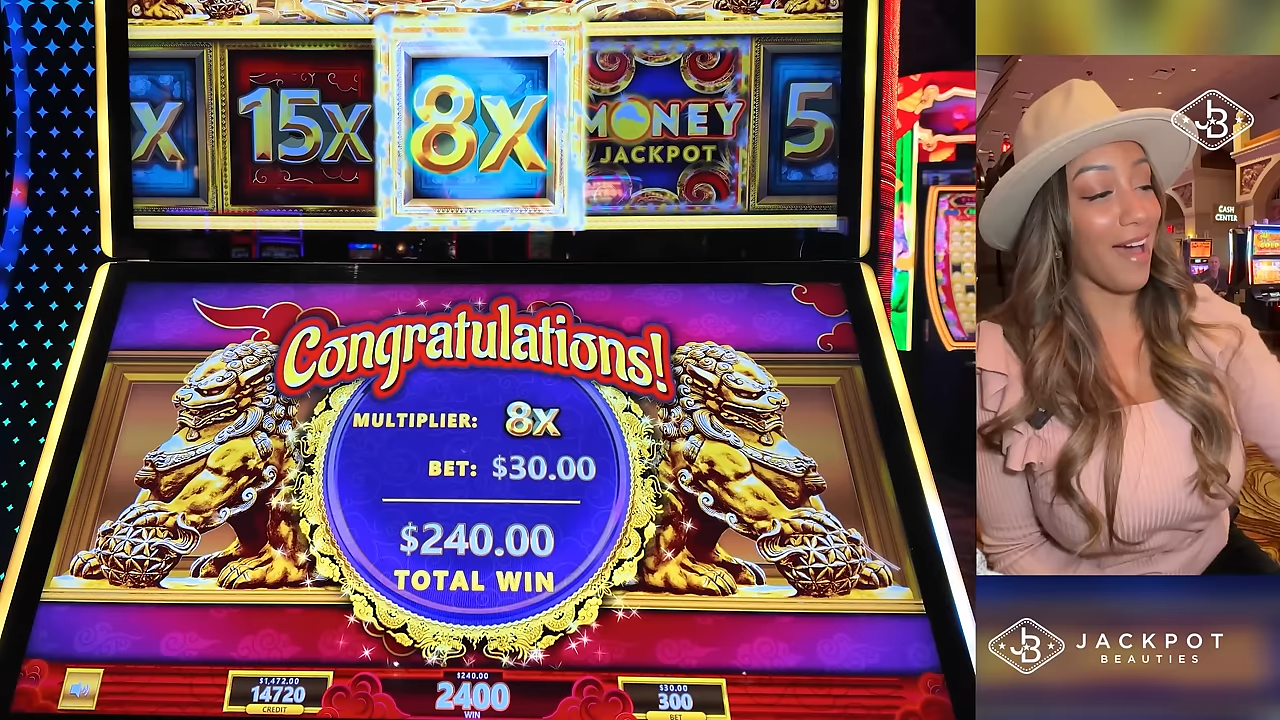 X
15X
8X
MONEY
JACKPOT
5
Congratulations!
MULTIPLIER: 8X
BET: $30.00
$240.00
TOTAL WIN
$1,472.00
14720
CREDIT
$240.00
2400
WIN
$30.00
300
BET
JB
CASH
CENTER
JB
JACKPOT
BEAUTIES